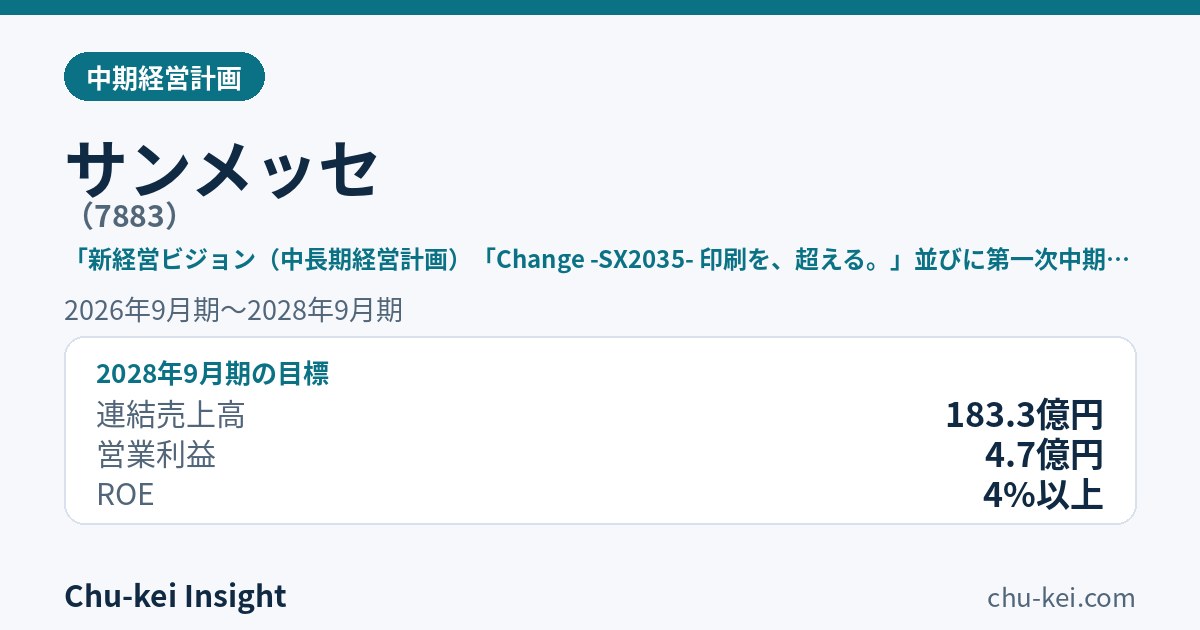 中期経営計画
サンメッセ
（7883）
「新経営ビジョン（中長期経営計画）「Change -SX2035- 印刷を、超える。」並びに第一次中期…
2026年9月期〜2028年9月期
2028年9月期の目標
連結売上高 183.3億円
営業利益 4.7億円
ROE 4%以上
Chu-kei Insight chu-kei.com